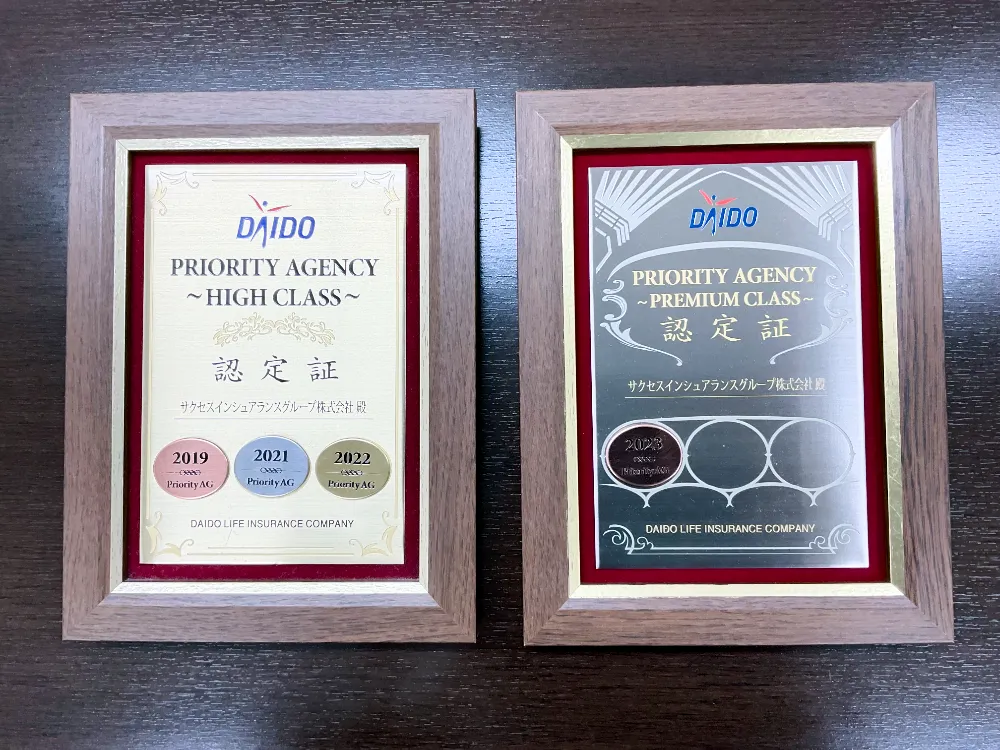 DAIDO
PRIORITY AGENCY
~HIGH CLASS~
認定証
サクセスインシュアランスグループ株式会社 殿
2019
Priority AG
2021
Priority AG
2022
Priority AG
DAIDO LIFE INSURANCE COMPANY
DAIDO
PRIORITY AGENCY
~PREMIUM CLASS~
認定証
サクセスインシュアランスグループ株式会社 殿
2023
DAIDO LIFE INSURANCE COMPANY